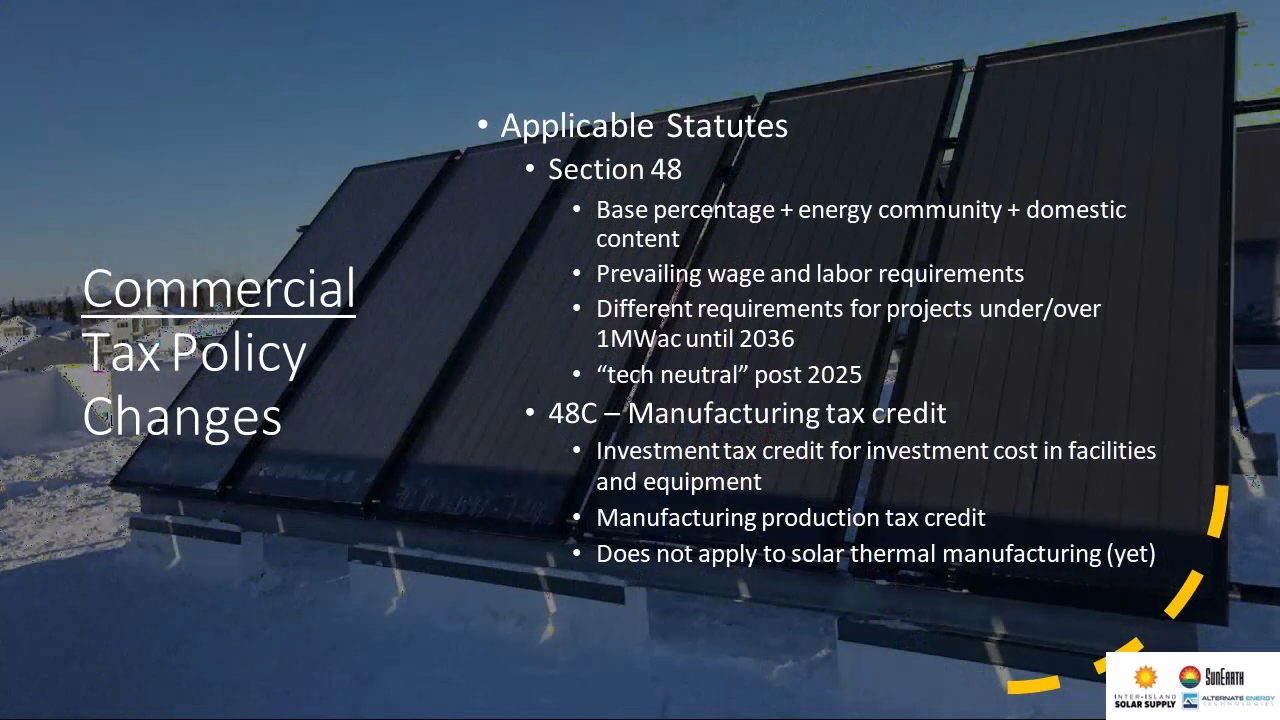 Commercial
Tax Policy
Changes
• Applicable Statutes
• Section 48
• Base percentage + energy community + domestic
content
• Prevailing wage and labor requirements
• Different requirements for projects under/over
1MWac until 2036
• “tech neutral” post 2025
• 48C – Manufacturing tax credit
• Investment tax credit for investment cost in facilities
and equipment
• Manufacturing production tax credit
• Does not apply to solar thermal manufacturing (yet)
INTER-ISLAND
SOLAR SUPPLY
SUNEARTH
ALTERNATE ENERGY
TECHNOLOGIES